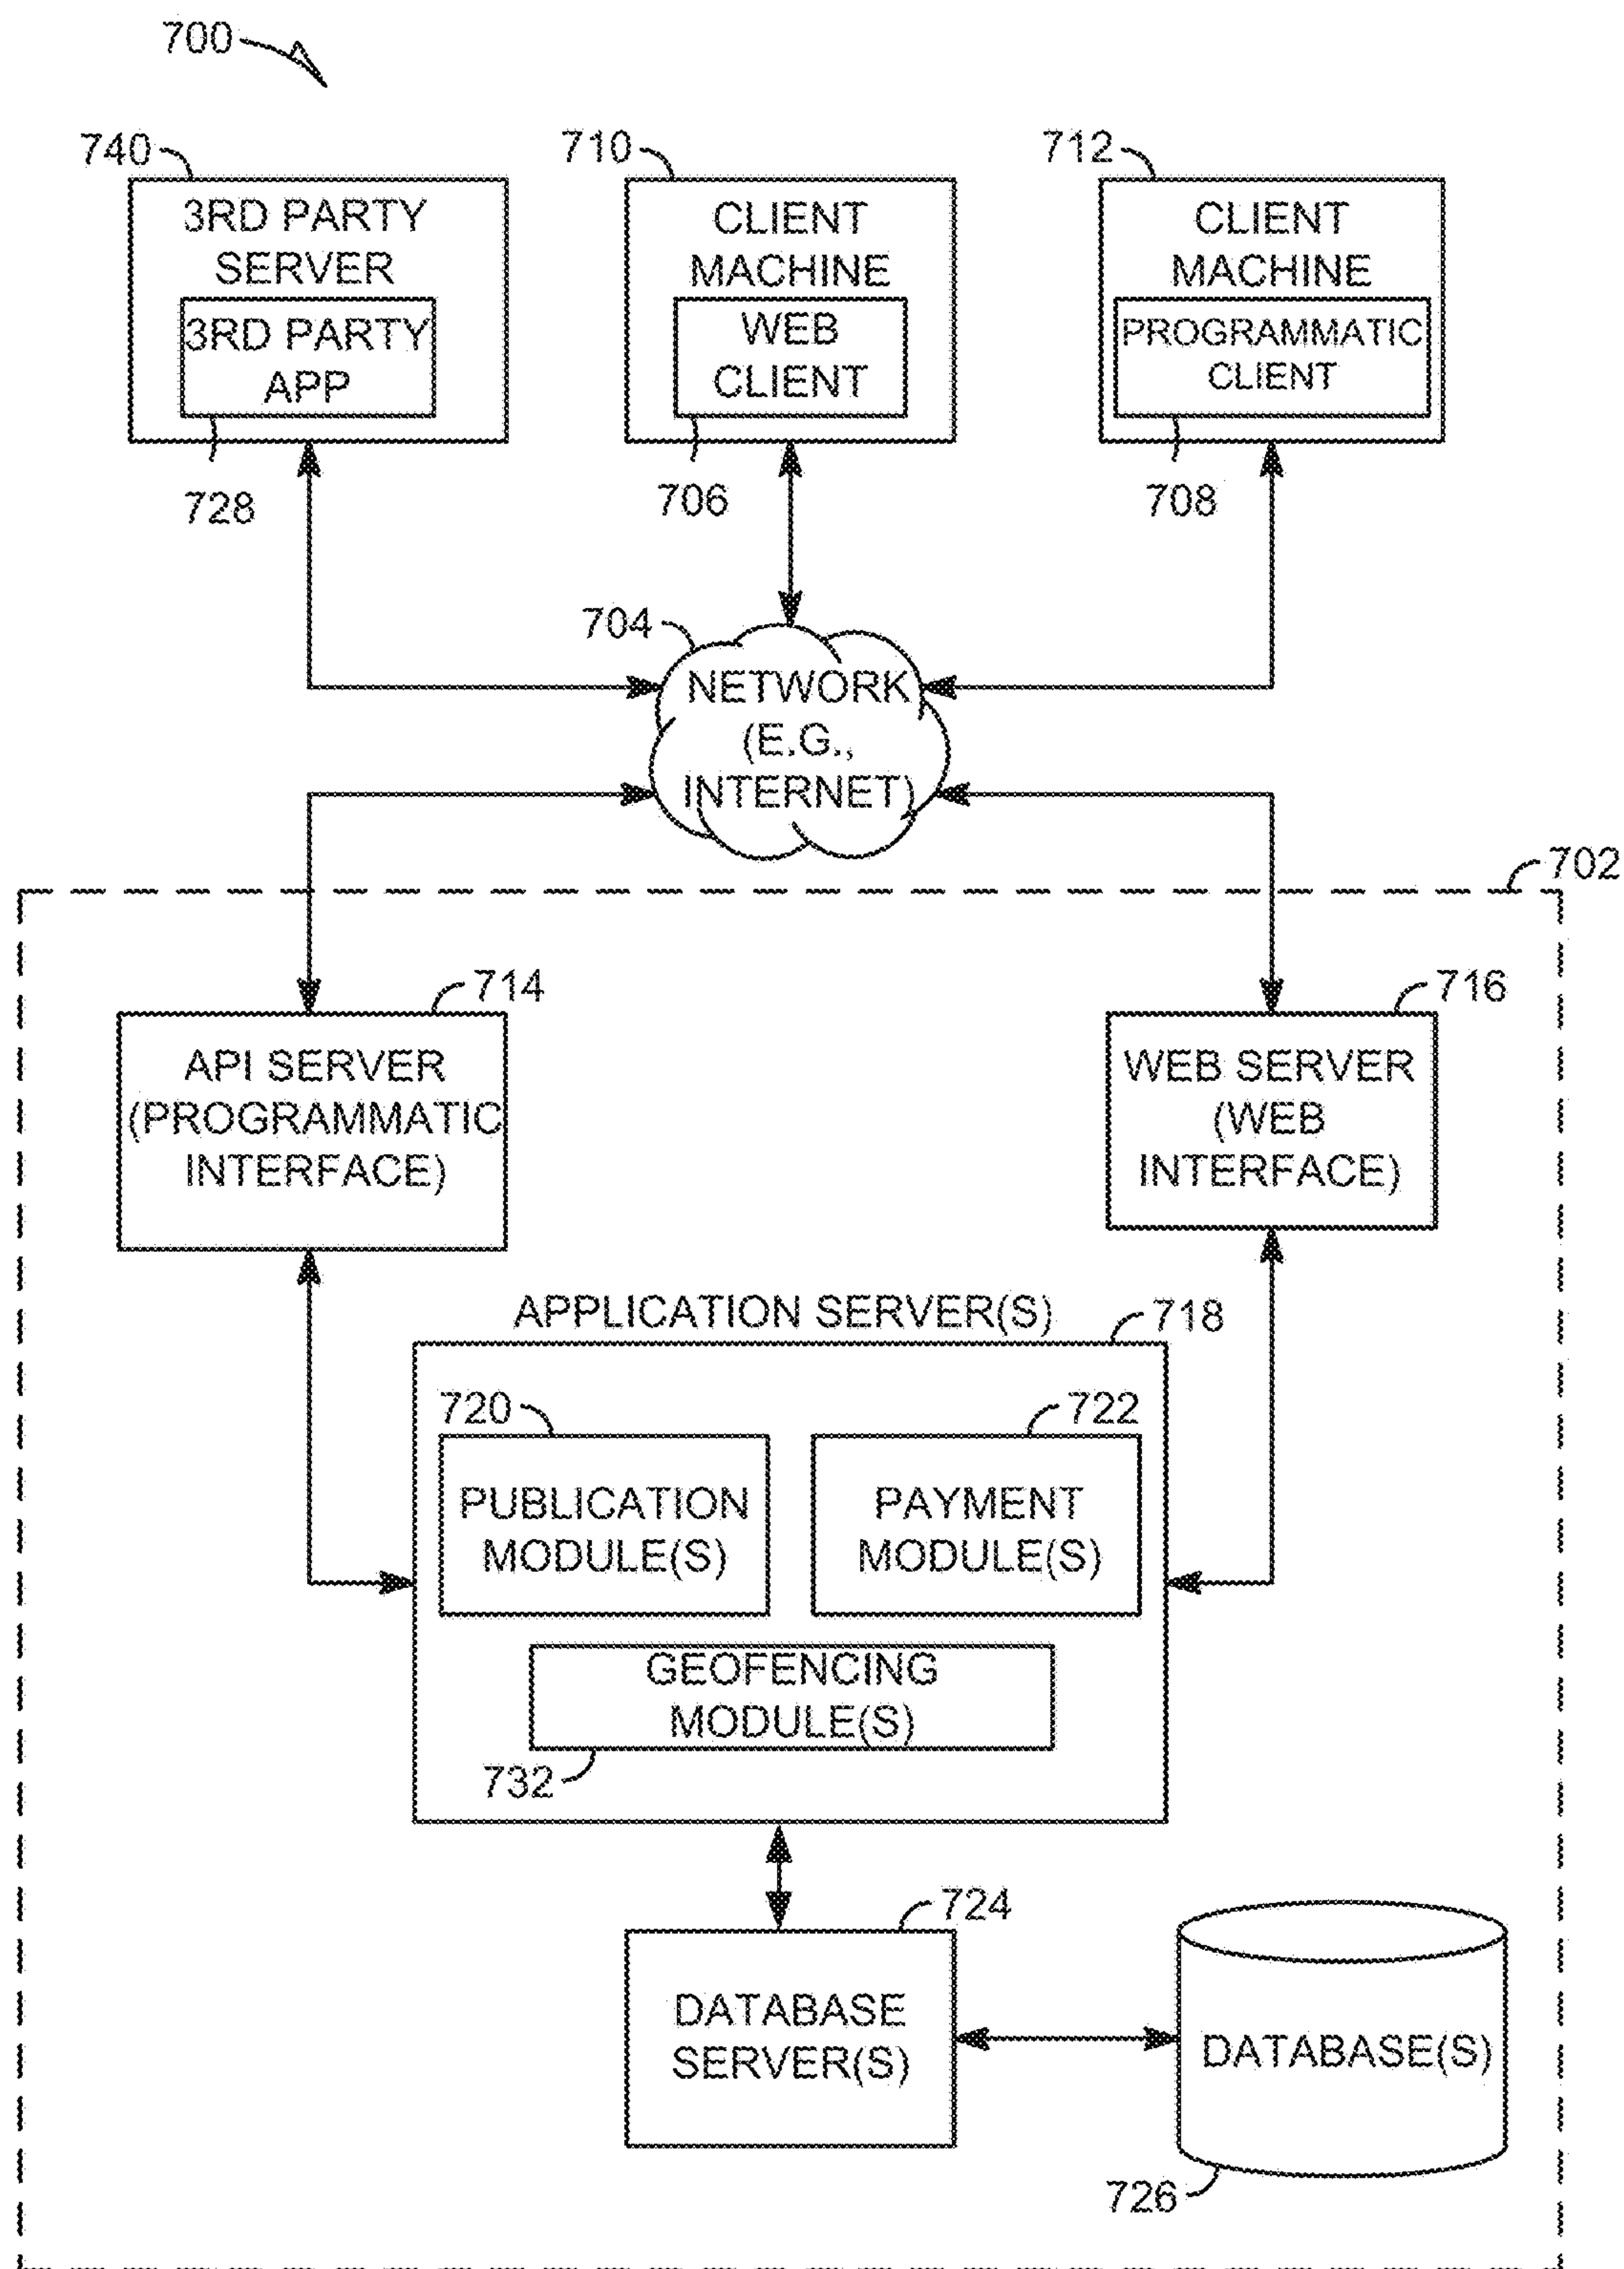 700
740
710
712
3RD PARTY
SERVER
3RD PARTY
APP
CLIENT
MACHINE
WEB
CLIENT
CLIENT
MACHINE
PROGRAMMATIC
CLIENT
728
706
708
704
NETWORK
(E.G.,
INTERNET)
702
714
716
API SERVER
(PROGRAMMATIC
INTERFACE)
WEB SERVER
(WEB
INTERFACE)
APPLICATION SERVER(S)
718
720
722
PUBLICATION
MODULE(S)
PAYMENT
MODULE(S)
GEOFENCING
MODULE(S)
732
724
DATABASE
SERVER(S)
DATABASE(S)
726